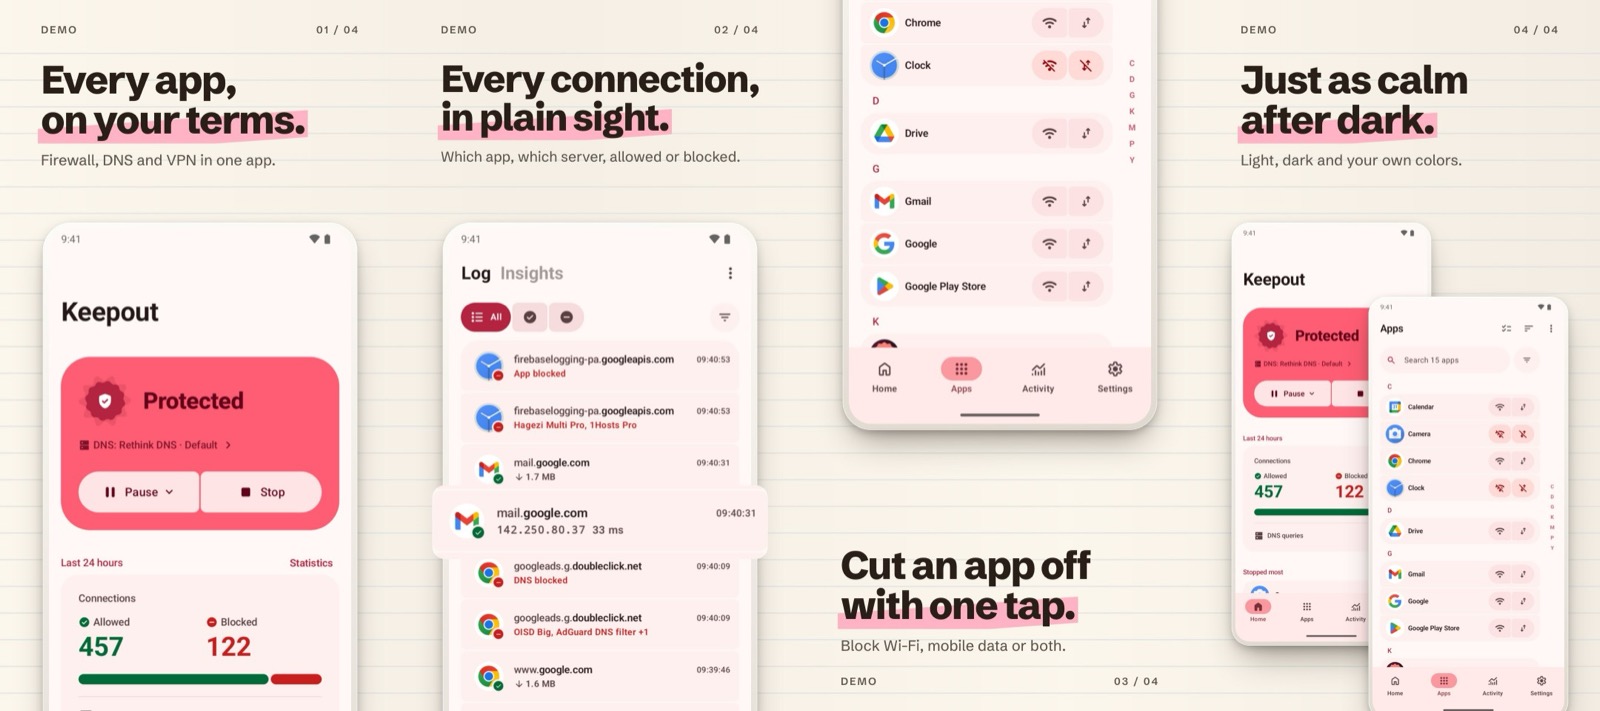 DEMO
01 / 04
Every app,
on your terms.
Firewall, DNS and VPN in one app.
9:41
Keepout
Protected
DNS: Rethink DNS · Default
Pause
Stop
Last 24 hours
Statistics
Connections
Allowed
Blocked
457
122
DEMO
02 / 04
Every connection,
in plain sight.
Which app, which server, allowed or blocked.
9:41
Log Insights
All
firebaselogging-pa.googleapis.com
09:40:53
App blocked
firebaselogging-pa.googleapis.com
09:40:53
Hagezi Multi Pro, 1Hosts Pro
mail.google.com
09:40:31
↓ 1.7 MB
mail.google.com
09:40:31
142.250.80.37 33 ms
googleads.g.doubleclick.net
09:40:09
DNS blocked
googleads.g.doubleclick.net
09:40:09
OISD Big, AdGuard DNS filter +1
www.google.com
09:39:46
↓ 1.6 MB
Chrome
Clock
D
Drive
G
Gmail
Google
Google Play Store
K
C
D
G
K
M
P
Y
Home
Apps
Activity
Settings
Cut an app off
with one tap.
Block Wi-Fi, mobile data or both.
DEMO
03 / 04
DEMO
04 / 04
Just as calm
after dark.
Light, dark and your own colors.
9:41
Keepout
Protected
DNS: Rethink DNS · Default
Pause
Last 24 hours
Connections
Allowed
Blocked
457
122
DNS queries
Stopped most
Home
Apps
Activity
9:41
Apps
Search 15 apps
C
Calendar
Camera
Chrome
Clock
D
Drive
G
Gmail
Google
Google Play Store
K
C
D
G
K
M
P
Y
Home
Apps
Activity
Settings